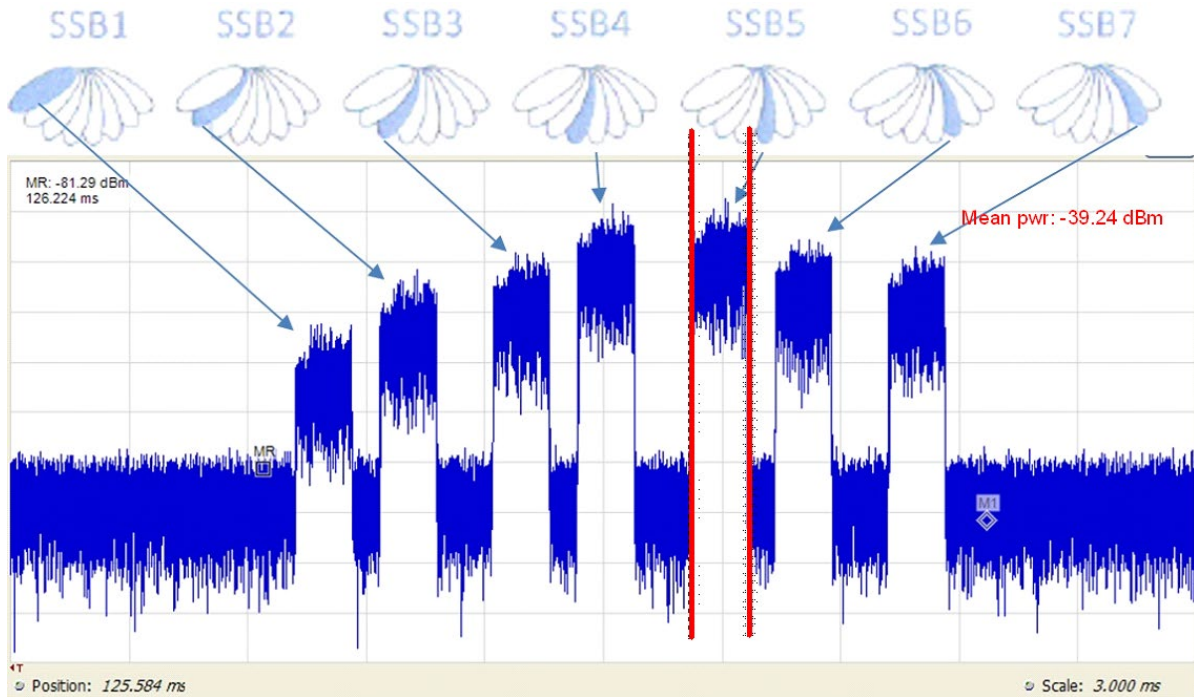 SSB1 SSB2 SSB3 SSB4 SSB5 SSB6 SSB7
MR: -81.29 dBm
126.224 ms
Mean pwr: -39.24 dBm
MR
M1
T
Position: 125.584 ms Scale: 3.000 ms